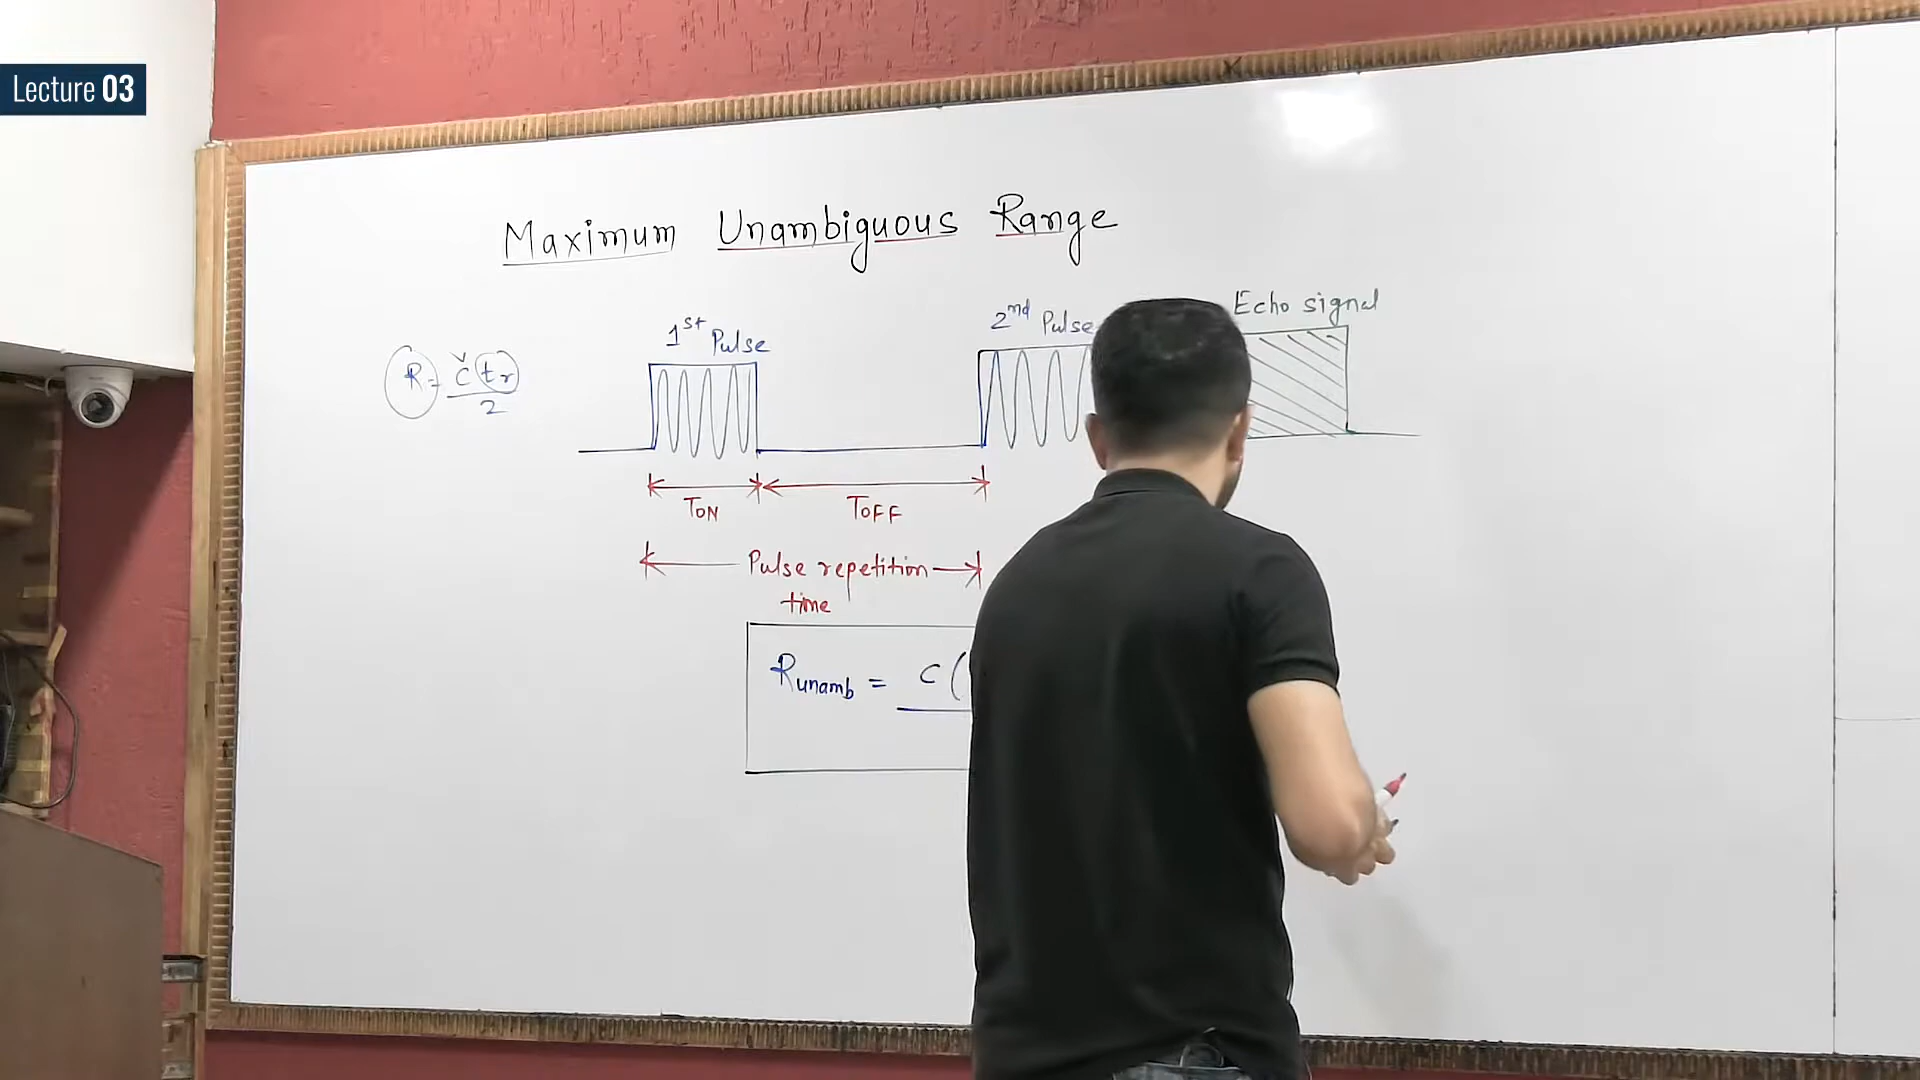 Lecture 03
Maximum Unambiguous Range
1st Pulse
2nd Pulse
Echo signal
R = c tr / 2
TON
TOFF
Pulse repetition
time
Runamb = c (